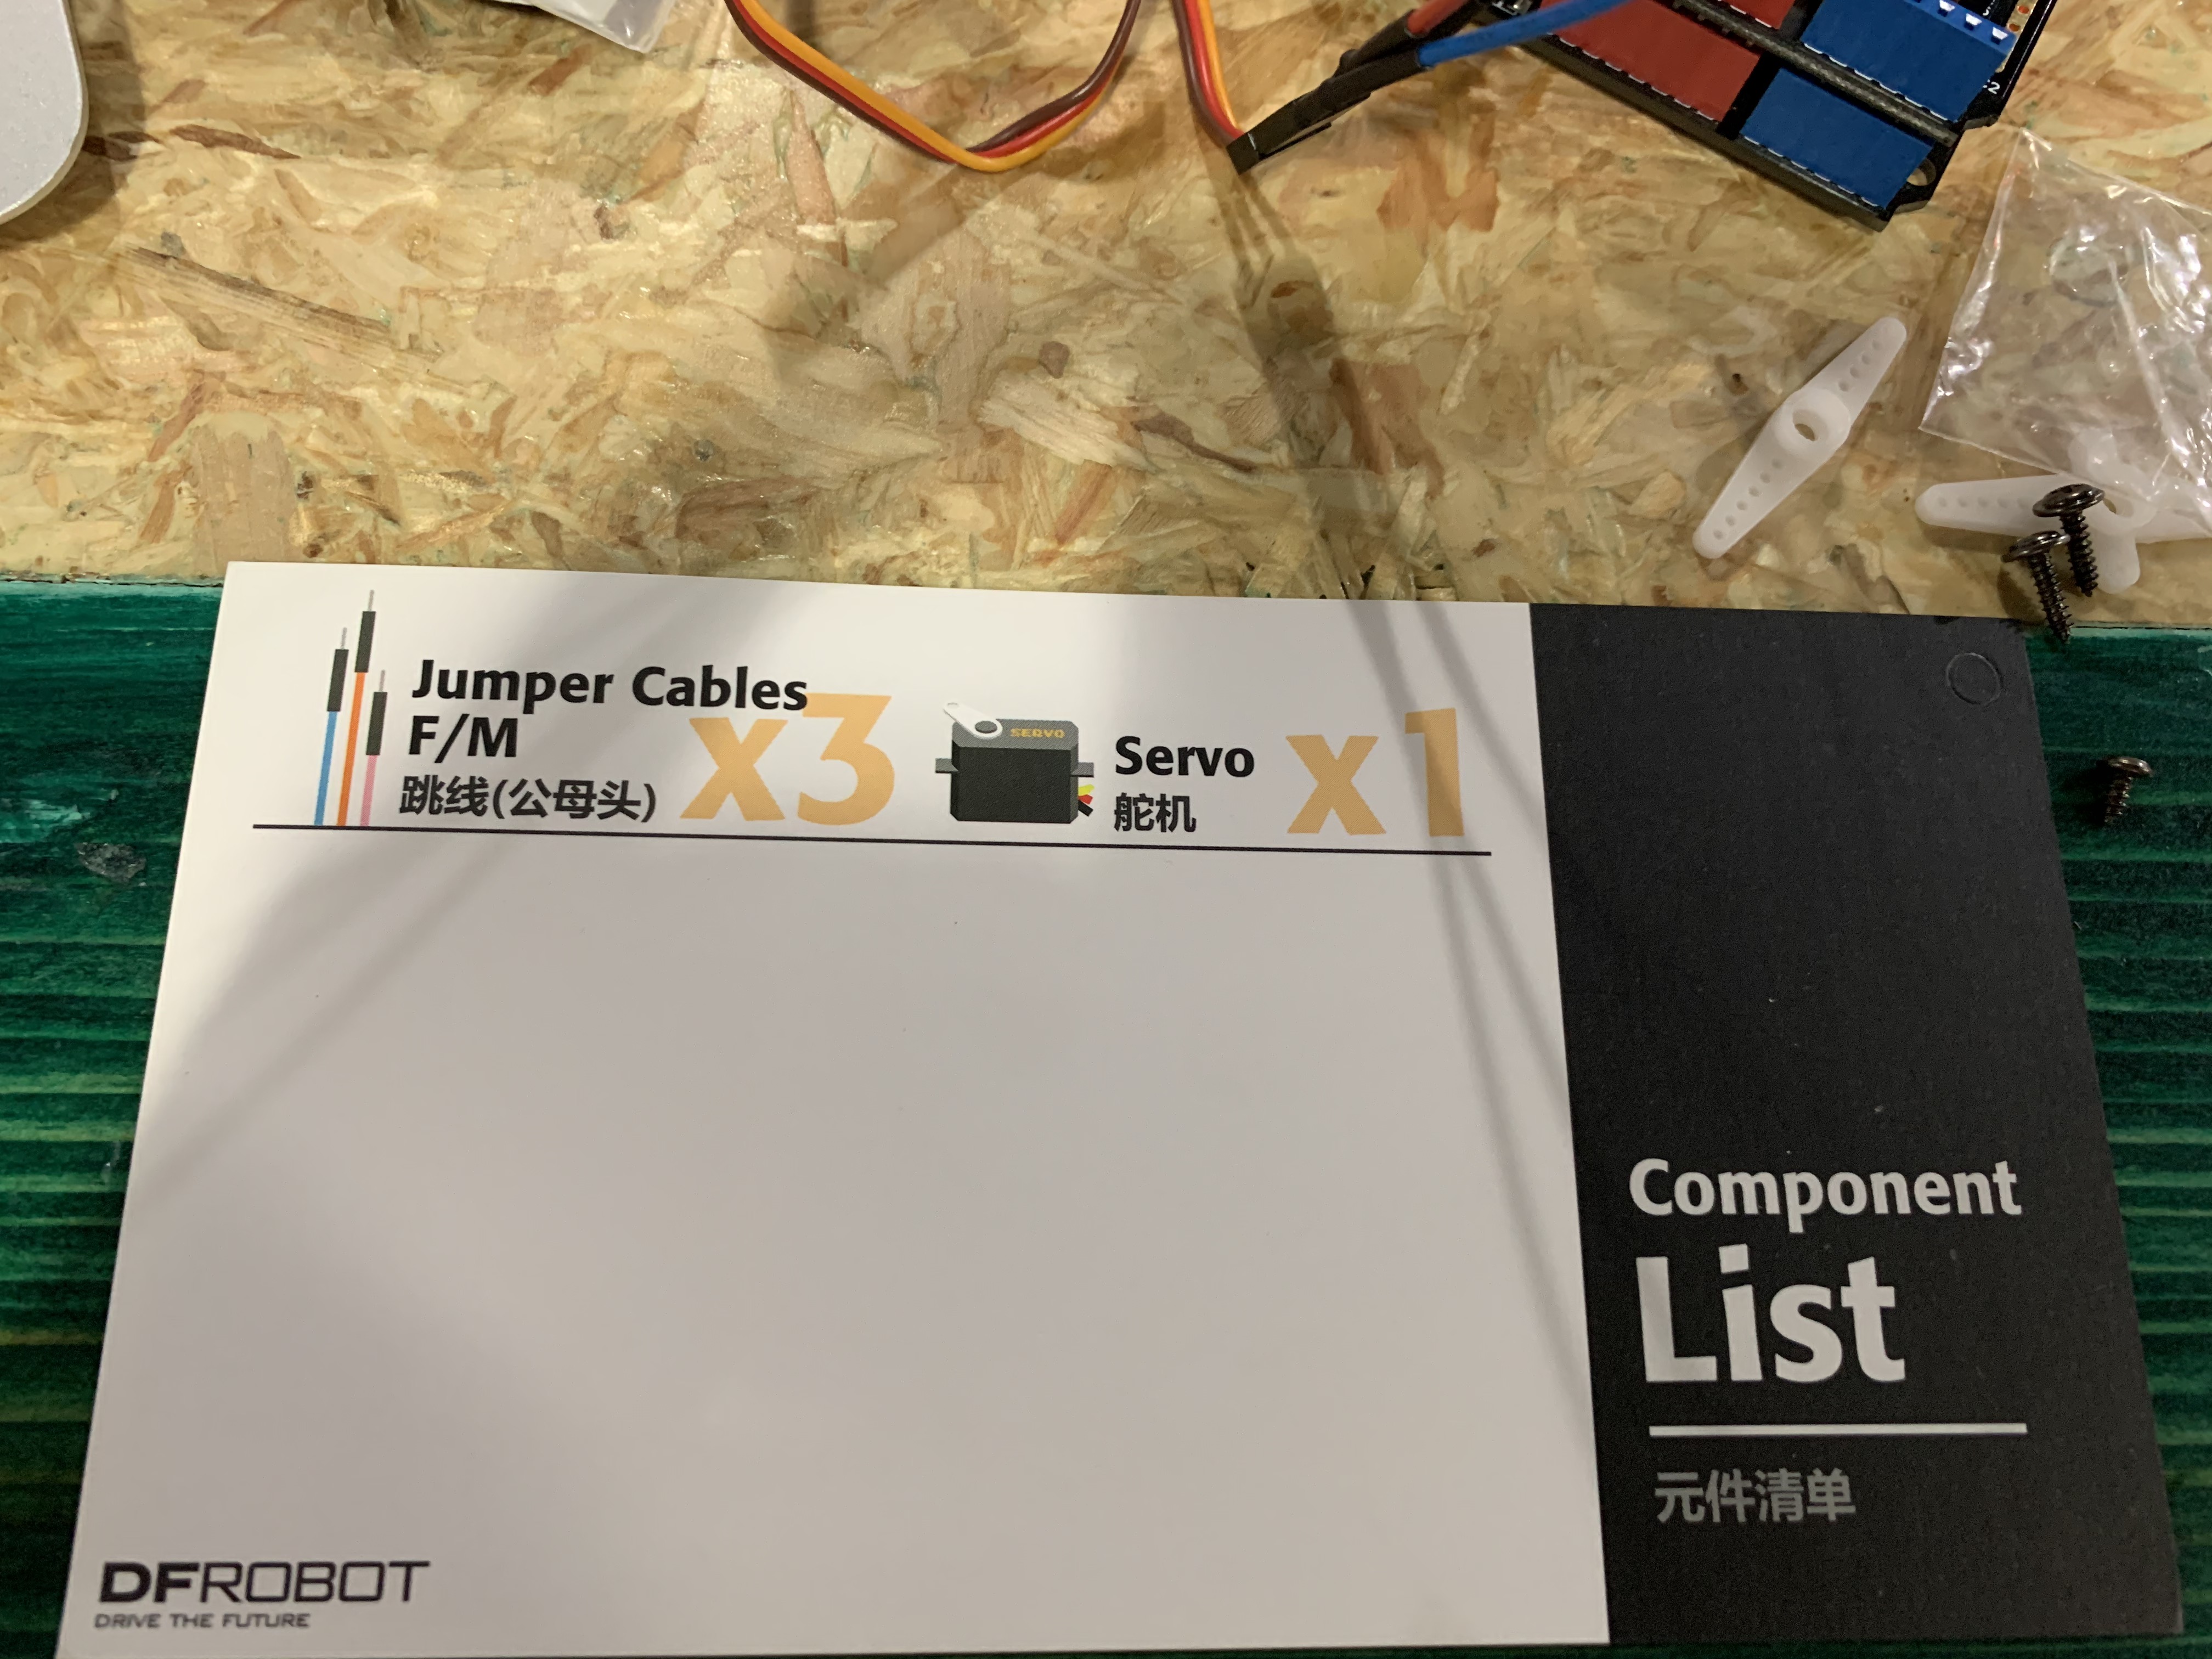 Component
List
元件清单
Jumper Cables
F/M
跳线(公母头)
X3
SERVO
Servo
舵机
X1
DFROBOT
DRIVE THE FUTURE